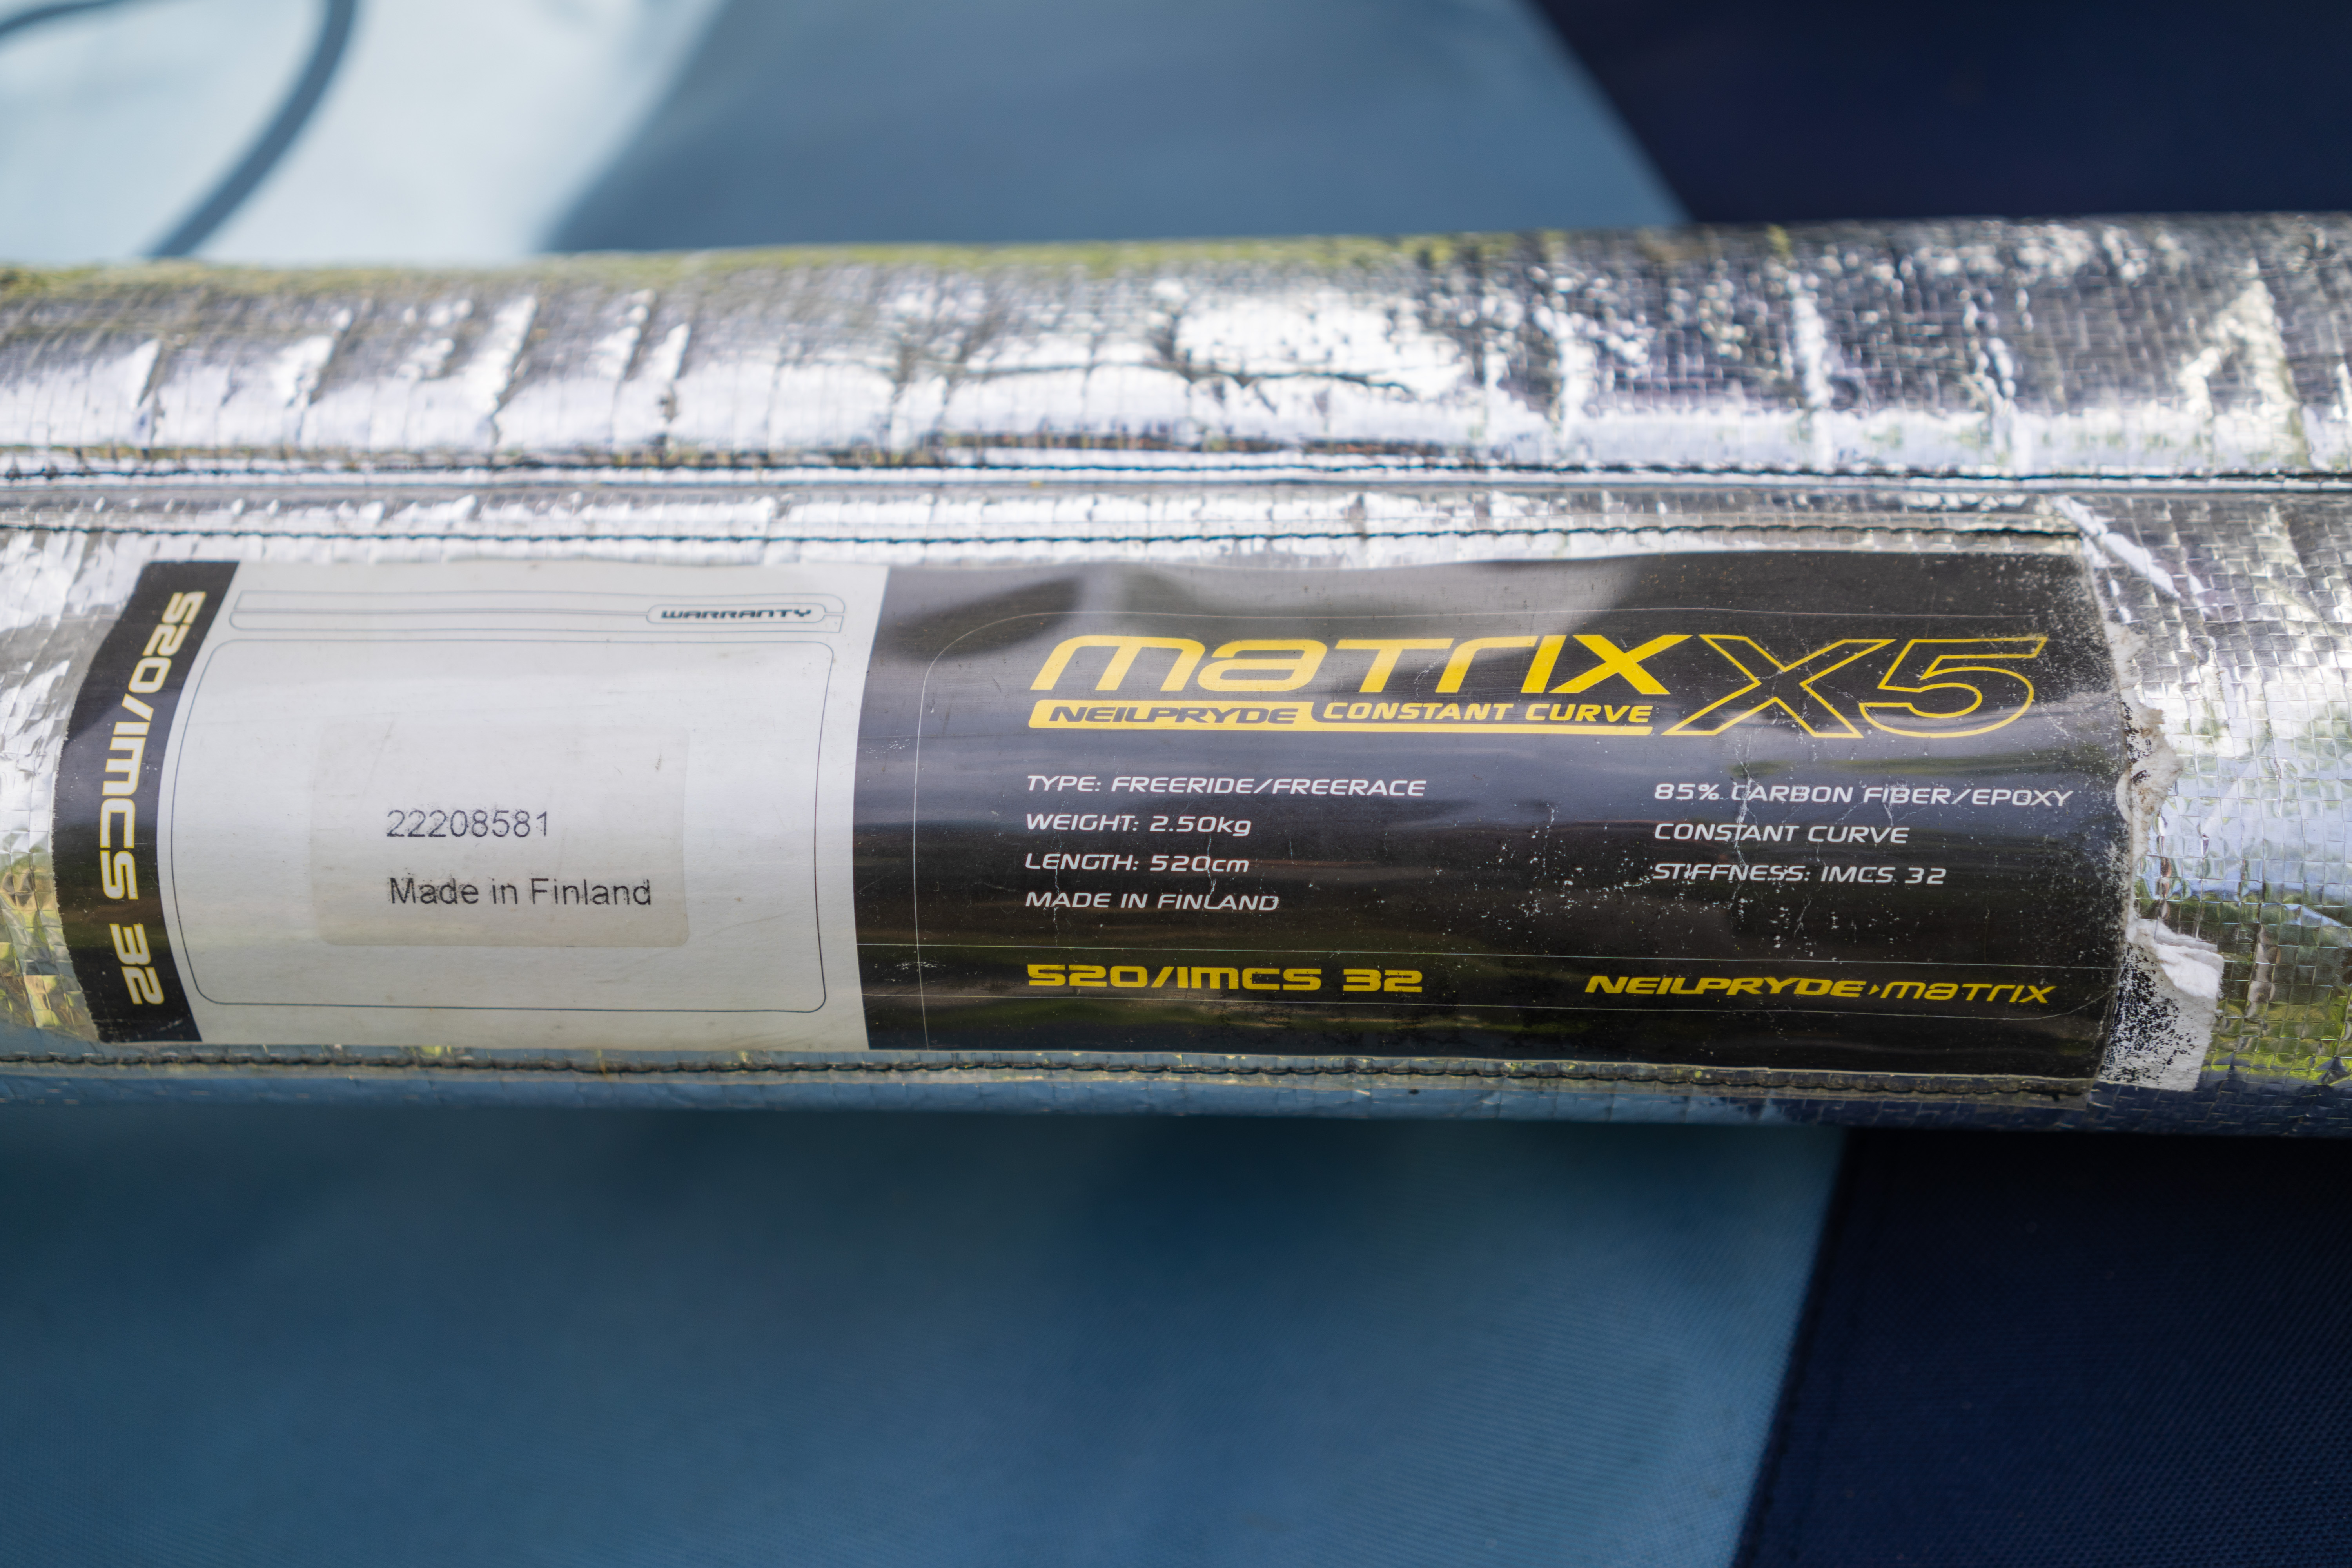 520/IMCS 32
WARRANTY
22208581
Made in Finland
matrix X5
NEILPRYDE CONSTANT CURVE
TYPE: FREERIDE/FREERACE
WEIGHT: 2.50kg
LENGTH: 520cm
MADE IN FINLAND
85% CARBON FIBER/EPOXY
CONSTANT CURVE
STIFFNESS: IMCS 32
520/IMCS 32
NEILPRYDE›matrix